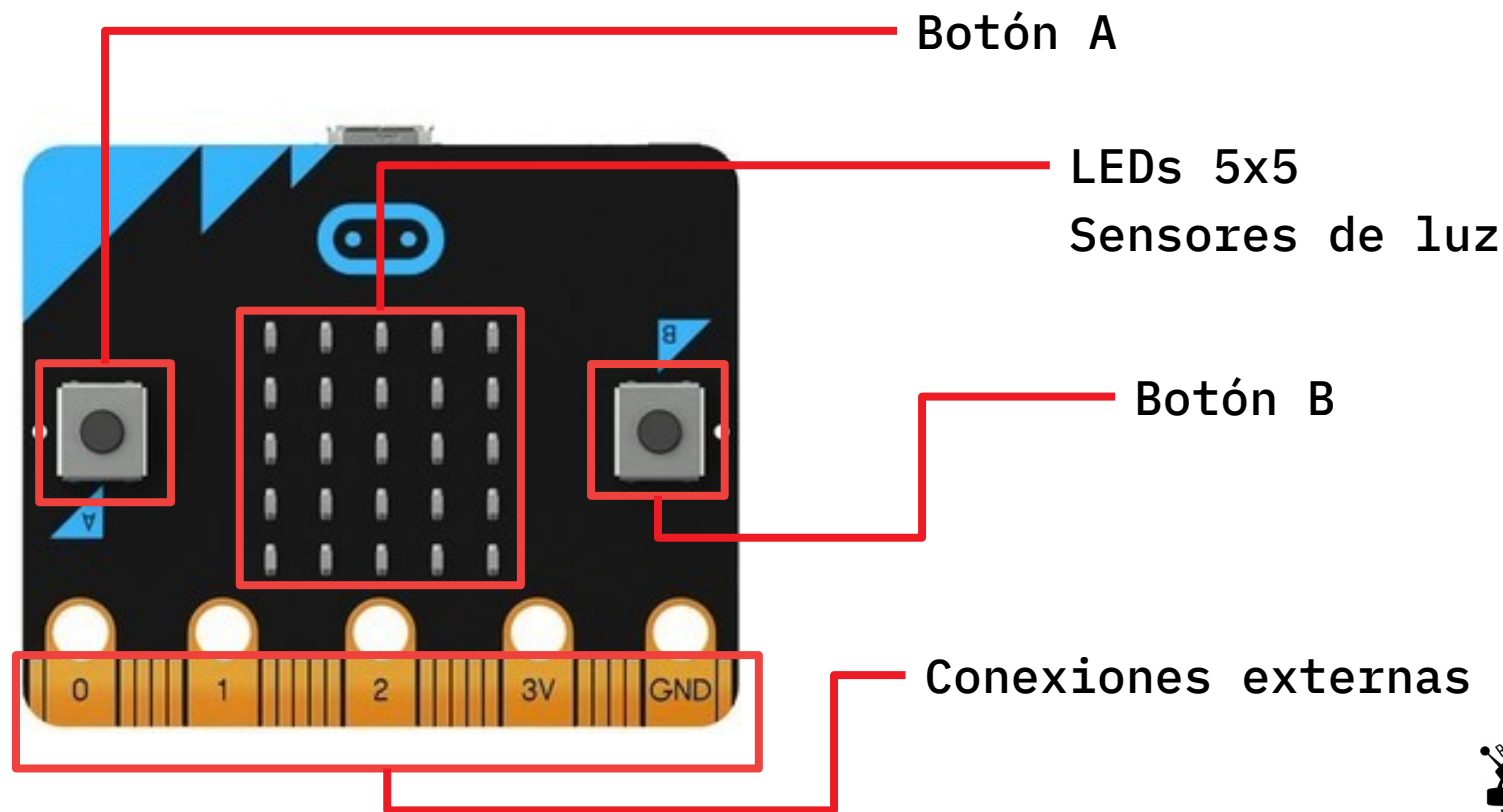 Botón A
LEDs 5x5
Sensores de luz
B
Botón B
A
Conexiones externas
0 1 2 3V GND